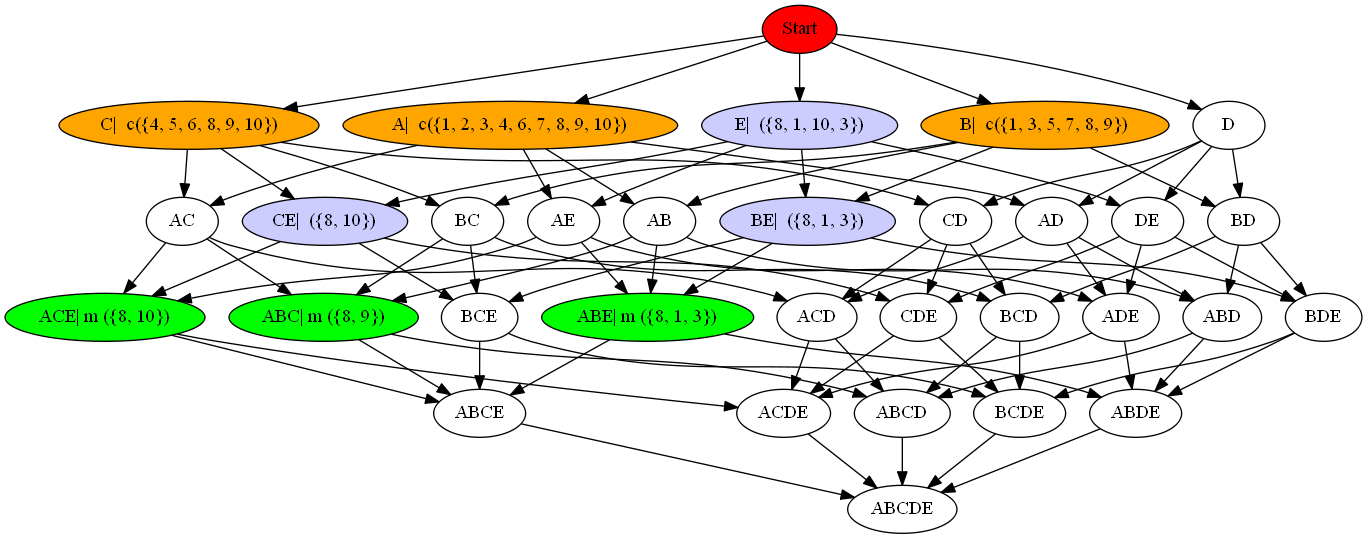 Start
C| c({4, 5, 6, 8, 9, 10})
A| c({1, 2, 3, 4, 6, 7, 8, 9, 10})
E| ({8, 1, 10, 3})
B| c({1, 3, 5, 7, 8, 9})
D
AC
CE| ({8, 10})
BC
AE
AB
BE| ({8, 1, 3})
CD
AD
DE
BD
ACE| m ({8, 10})
ABC| m ({8, 9})
BCE
ABE| m ({8, 1, 3})
ACD
CDE
BCD
ADE
ABD
BDE
ABCE
ACDE
ABCD
BCDE
ABDE
ABCDE